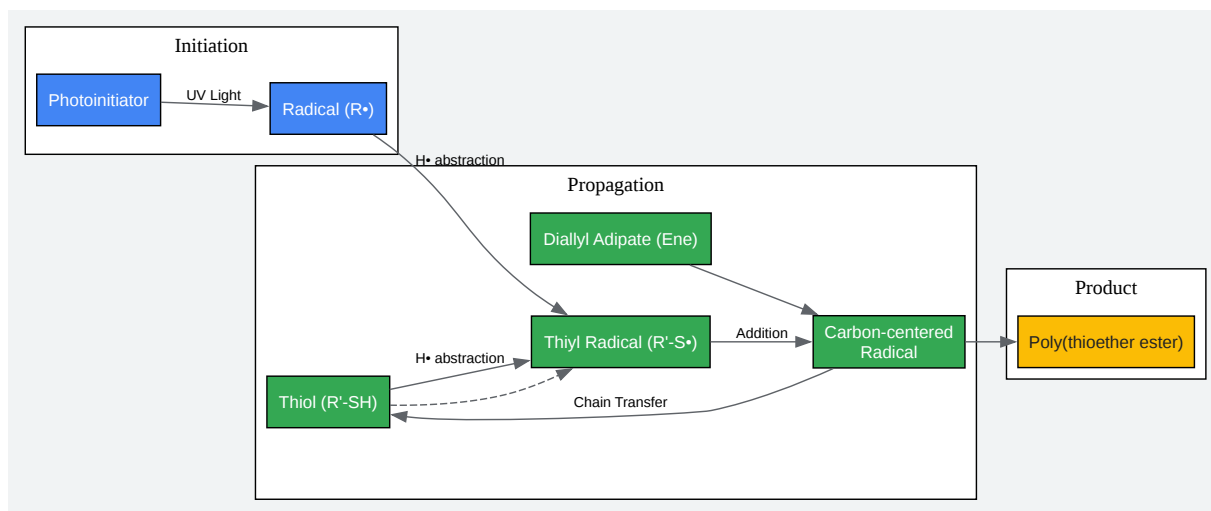 Initiation
Photoinitiator
UV Light
Radical (R•)
H• abstraction
Propagation
Diallyl Adipate (Ene)
Product
Thiyl Radical (R'-S•)
Addition
Carbon-centered
Radical
Poly(thioether ester)
H• abstraction
Thiol (R'-SH)
Chain Transfer